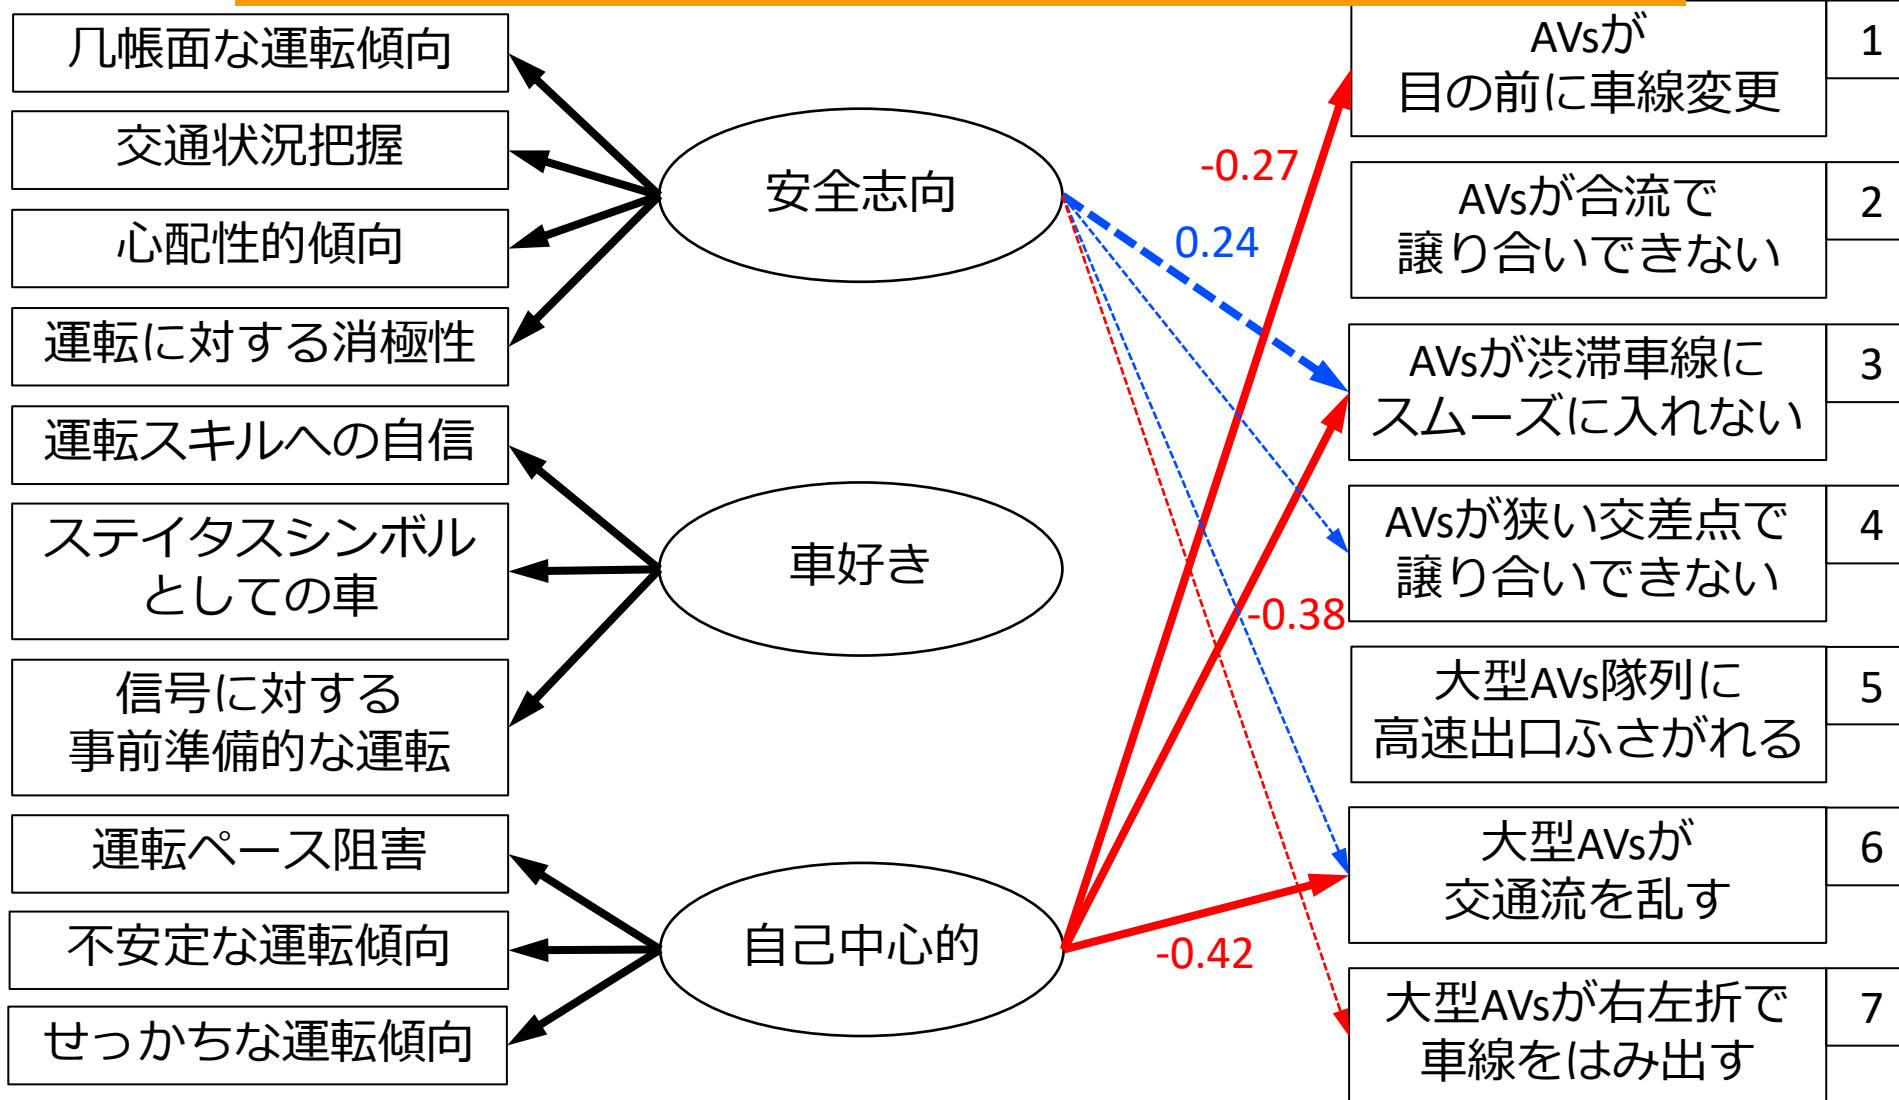 几帳面な運転傾向
交通状況把握
心配性的傾向
運転に対する消極性
運転スキルへの自信
ステイタスシンボル
としての車
信号に対する
事前準備的な運転
運転ペース阻害
不安定な運転傾向
せっかちな運転傾向
安全志向
車好き
自己中心的
-0.27
0.24
-0.38
-0.42
AVsが
目の前に車線変更
1
AVsが合流で
譲り合いできない
2
AVsが渋滞車線に
スムーズに入れない
3
AVsが狭い交差点で
譲り合いできない
4
大型AVs隊列に
高速出口ふさがれる
5
大型AVsが
交通流を乱す
6
大型AVsが右左折で
車線をはみ出す
7